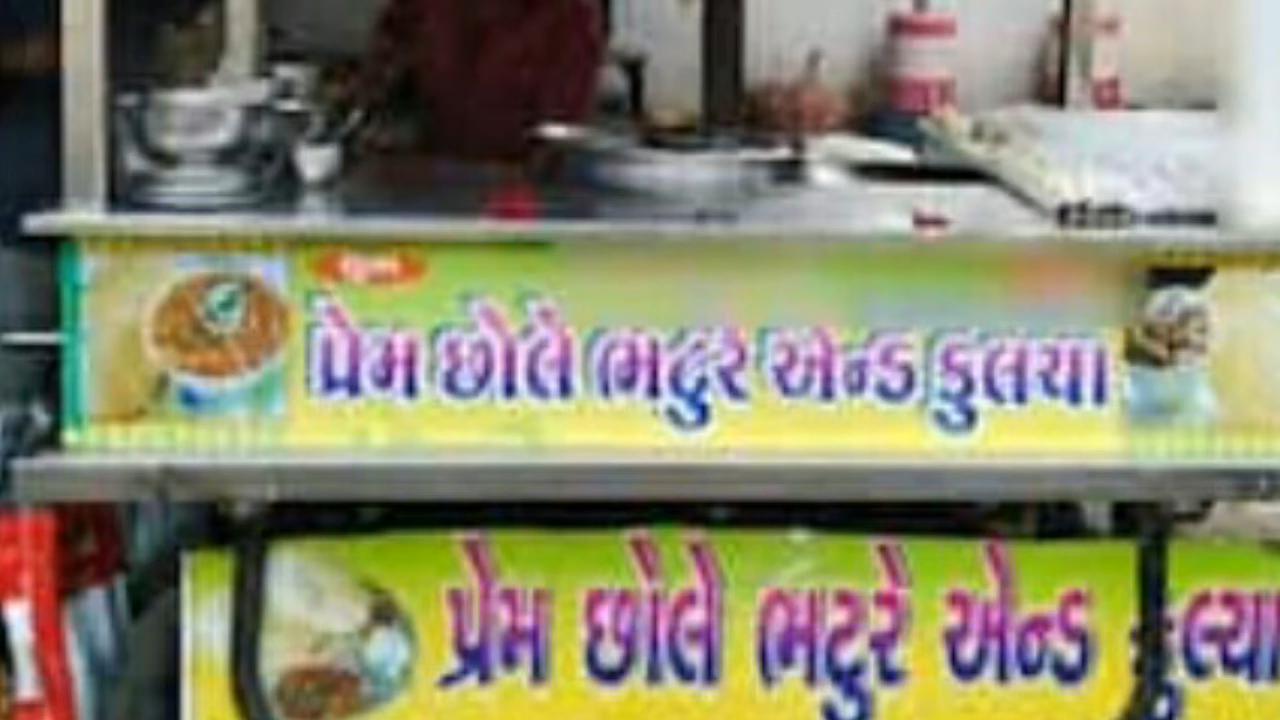 પ્રેમ છોલે ભટુરે એન્ડ કુલચા
પ્રેમ છોલે ભટુરે એન્ડ કુલ્ચા